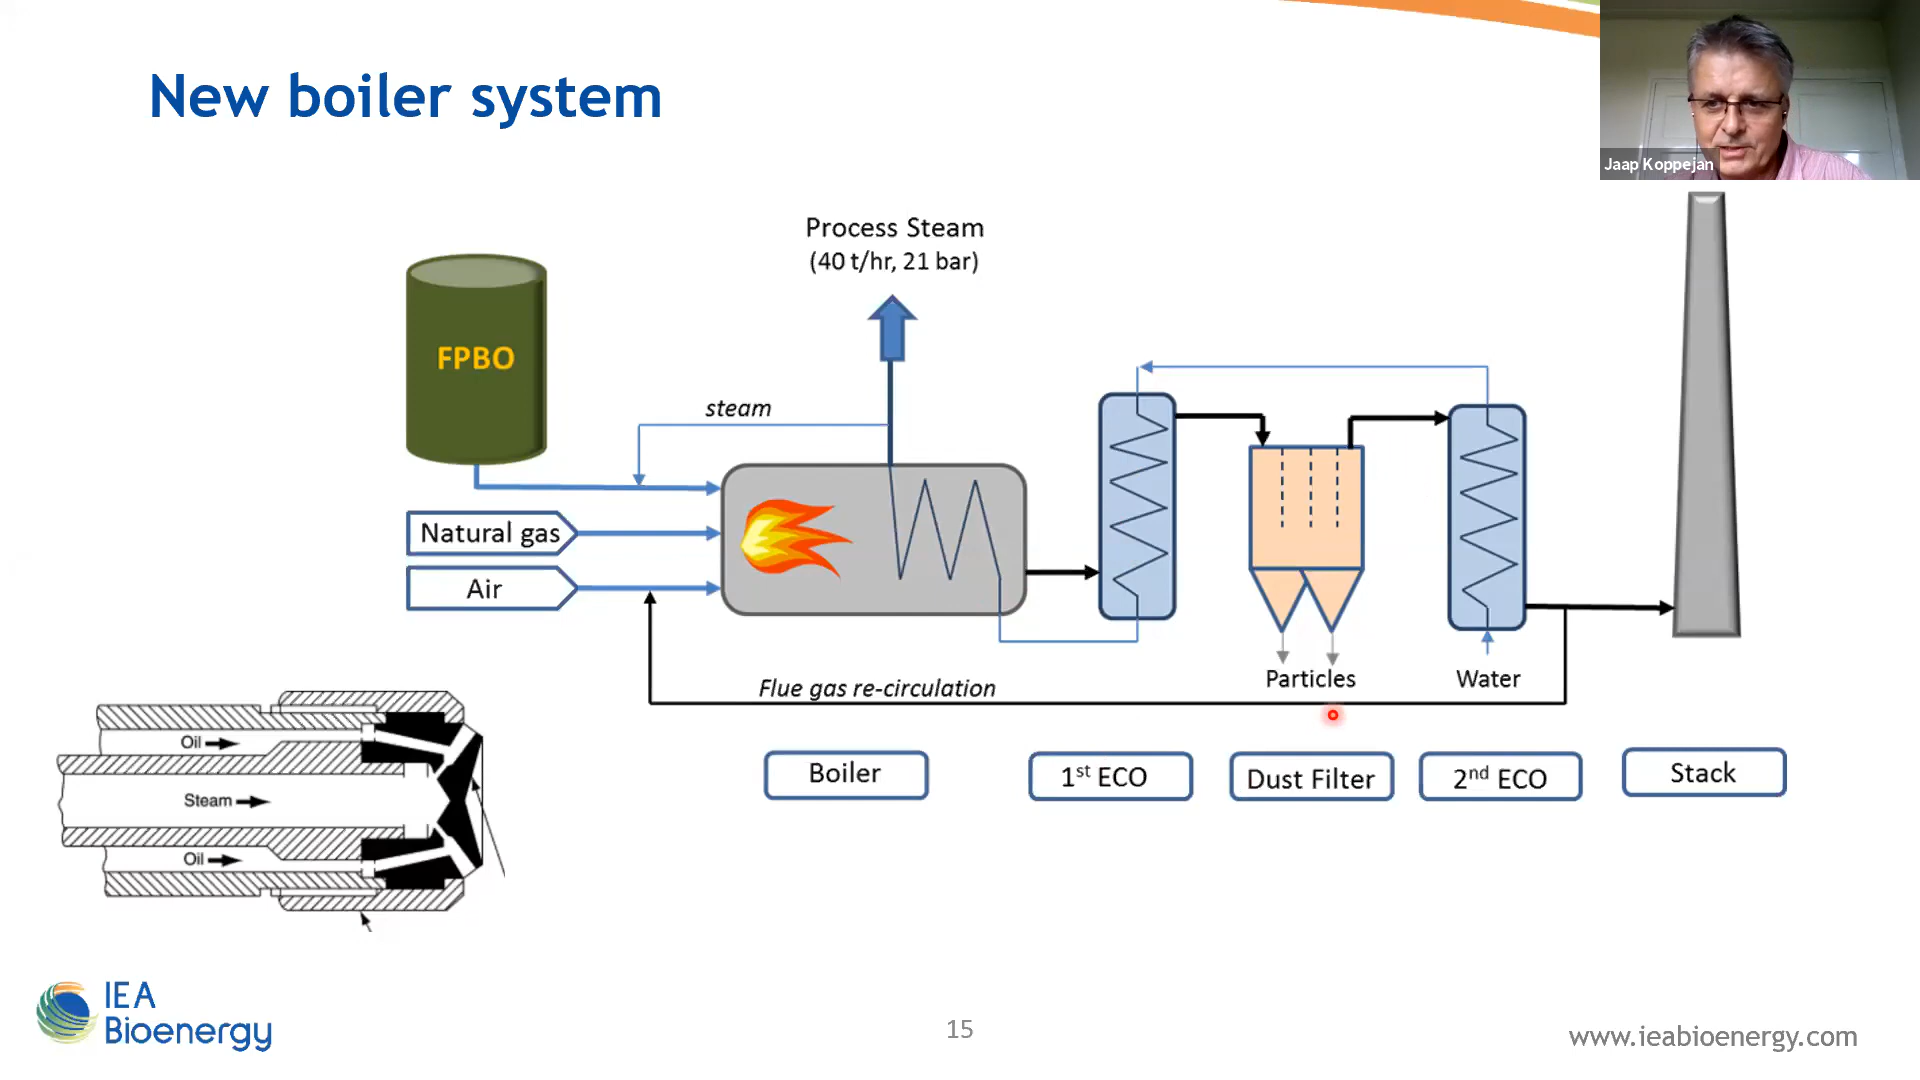 New boiler system
Jaap Koppejan
Process Steam
(40 t/hr, 21 bar)
FPBO
steam
Natural gas
Air
Flue gas re-circulation
Particles
Water
Oil
Steam
Oil
Boiler
1st ECO
Dust Filter
2nd ECO
Stack
IEA
Bioenergy
15
www.ieabioenergy.com